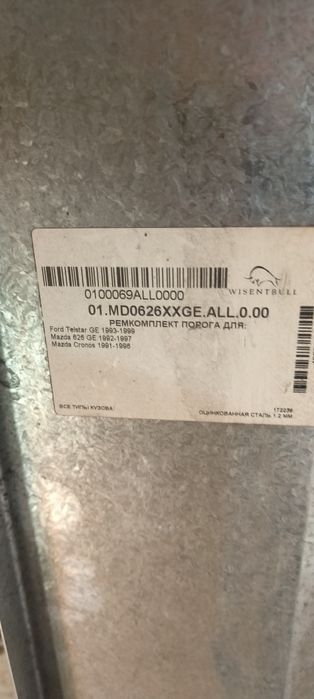 0100069ALL0000
WISENTBULL
01.MD0626XXGE.ALL.0.00
РЕМКОМПЛЕКТ ПОРОГА ДЛЯ:
Ford Telstar GE 1993-1999
Mazda 626 GE 1992-1997
Mazda Cronos 1991-1996
ВСЕ ТИПЫ КУЗОВА
ОЦИНКОВАННАЯ СТАЛЬ 1.2 ММ